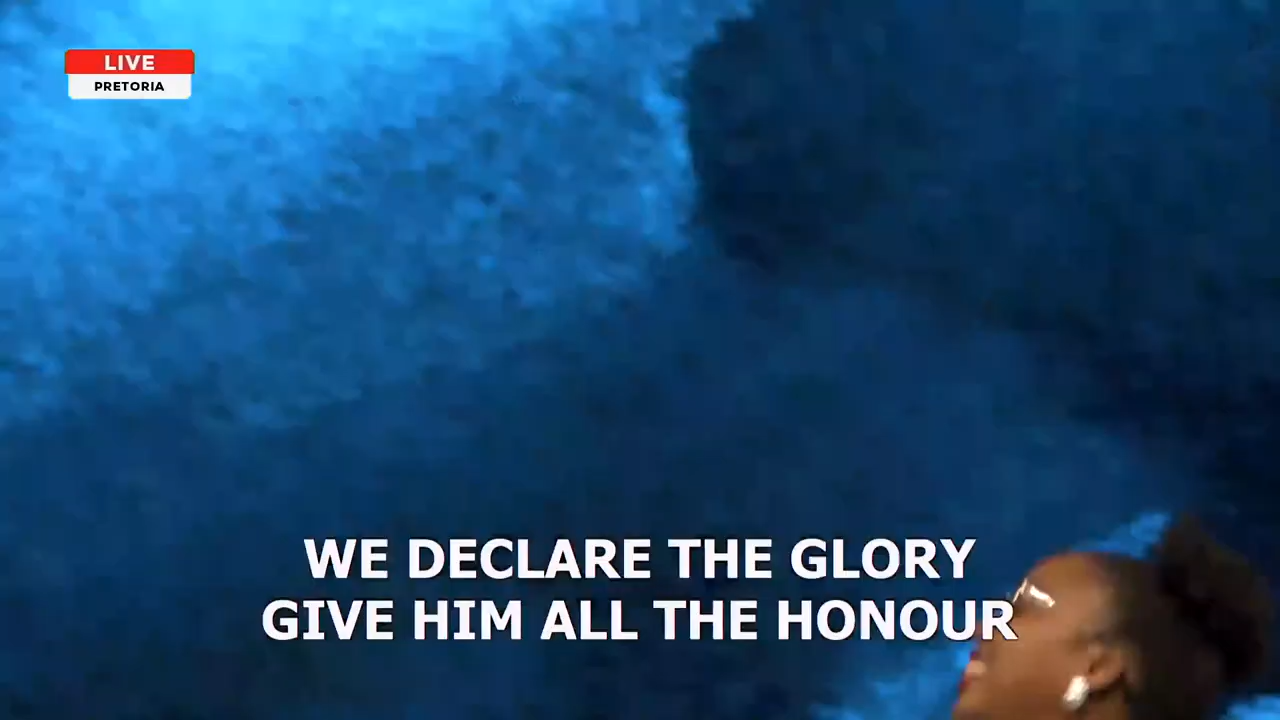 LIVE
PRETORIA
WE DECLARE THE GLORY
GIVE HIM ALL THE HONOUR